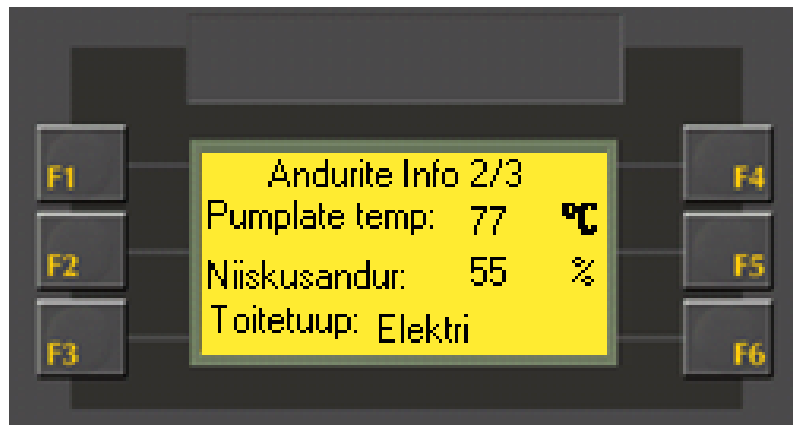 Andurite Info 2/3
F1
F4
Pumplate temp: 77 °C
F2
F5
Niiskusandur: 55 %
Toitetuup: Elektri
F3
F6